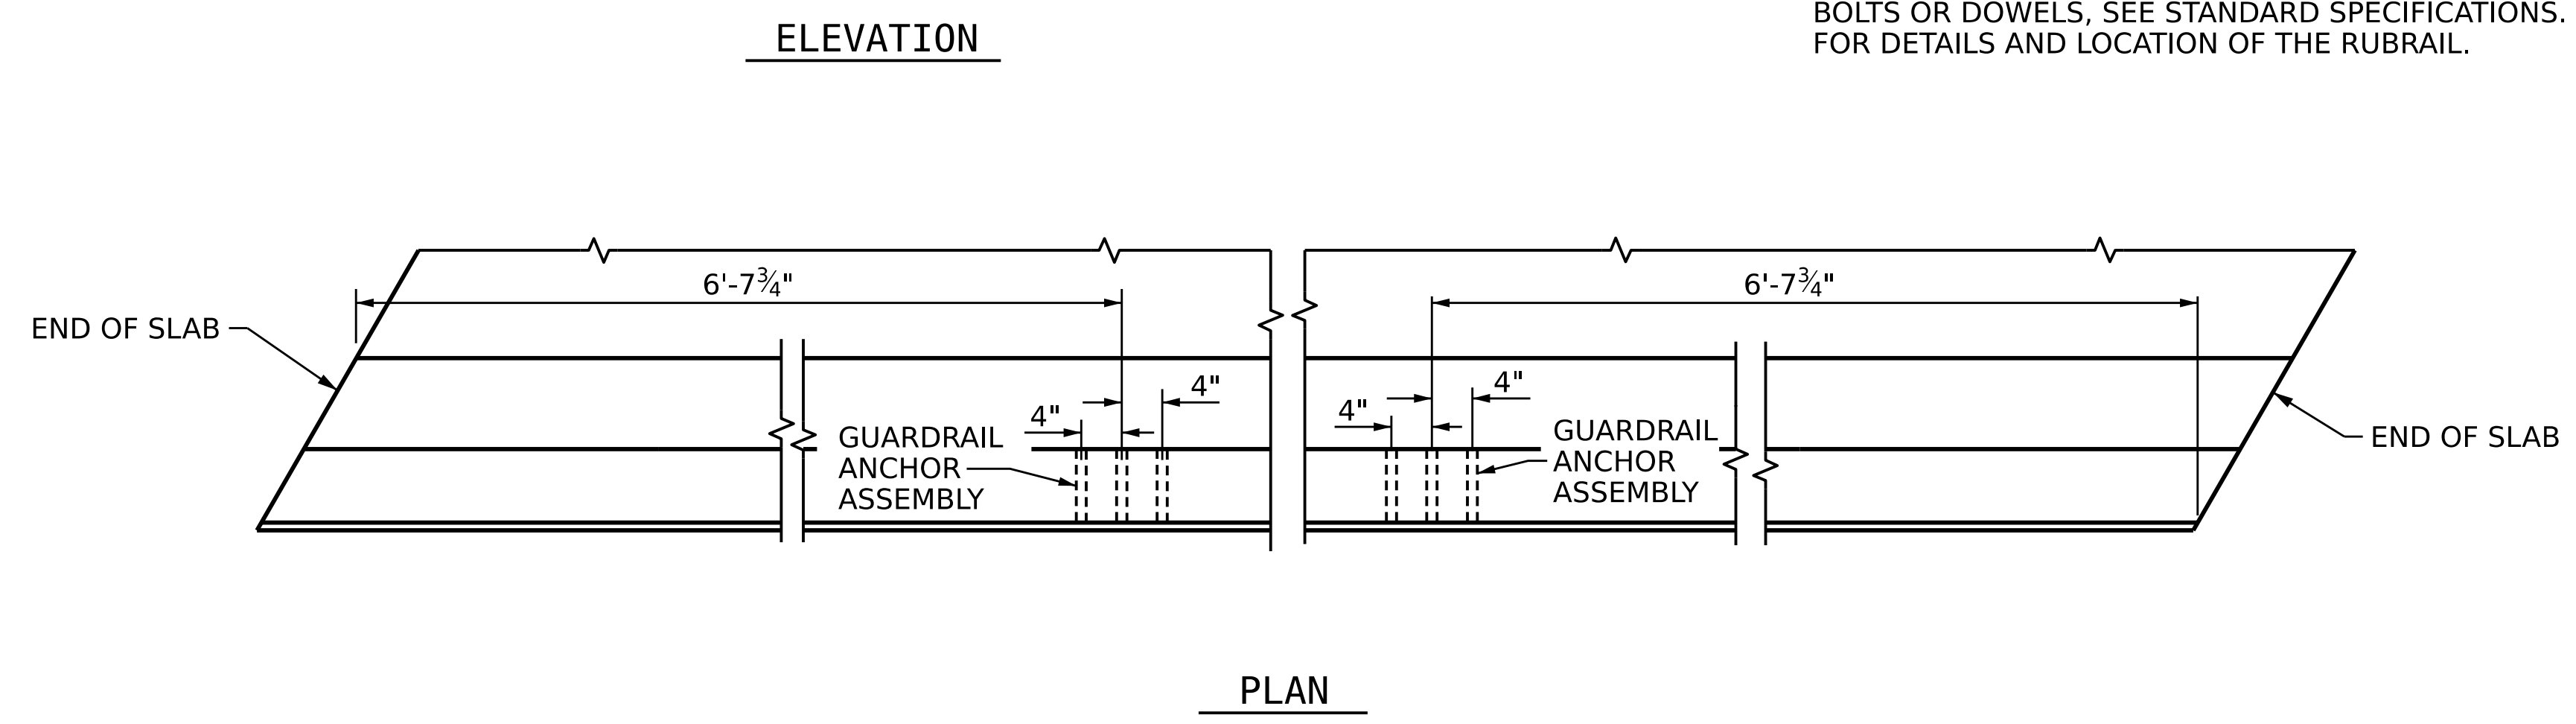 ELEVATION
BOLTS OR DOWELS, SEE STANDARD SPECIFICATIONS.
FOR DETAILS AND LOCATION OF THE RUBRAIL.
6'-7¾"
6'-7¾"
END OF SLAB
4"
4"
4"
4"
GUARDRAIL
ANCHOR
ASSEMBLY
GUARDRAIL
ANCHOR
ASSEMBLY
END OF SLAB
PLAN